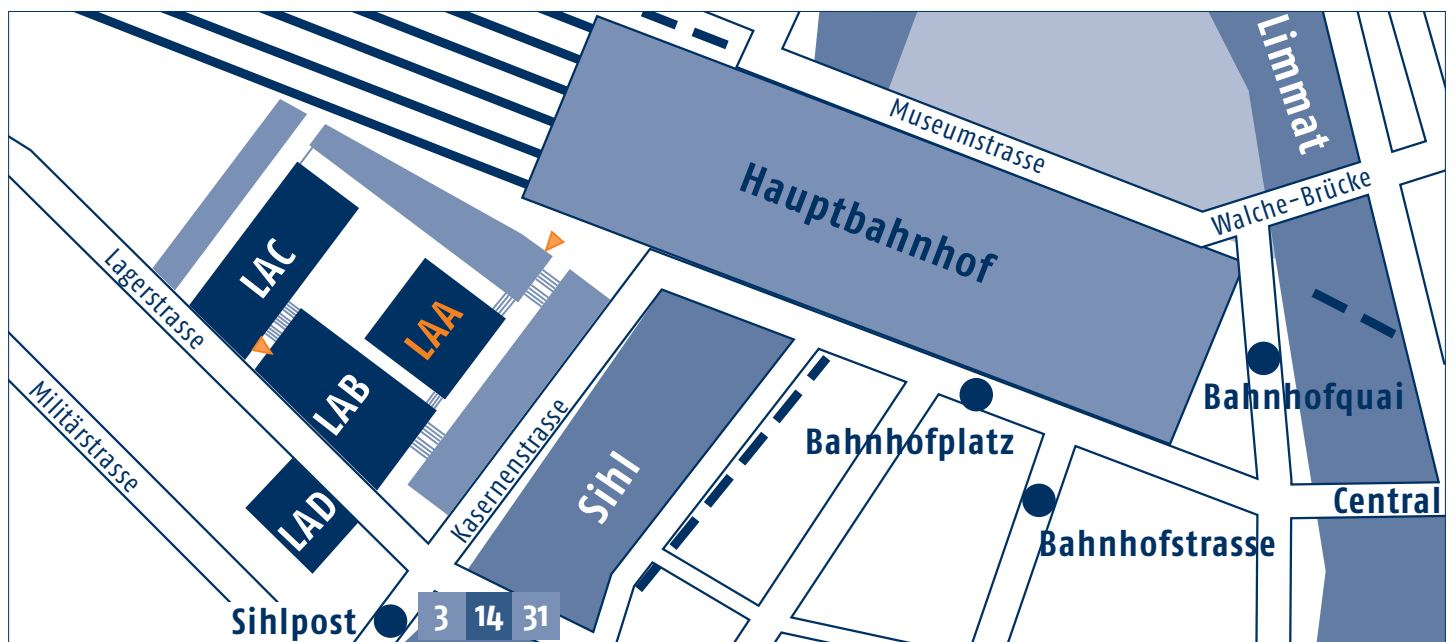 Limmat
Museumstrasse
Hauptbahnhof
Walche-Brücke
LAC
Lagerstrasse
LAA
LAB
Militärstrasse
Bahnhofquai
Bahnhofplatz
Kasernenstrasse
Sihl
LAD
Central
Bahnhofstrasse
Sihlpost
3 14 31